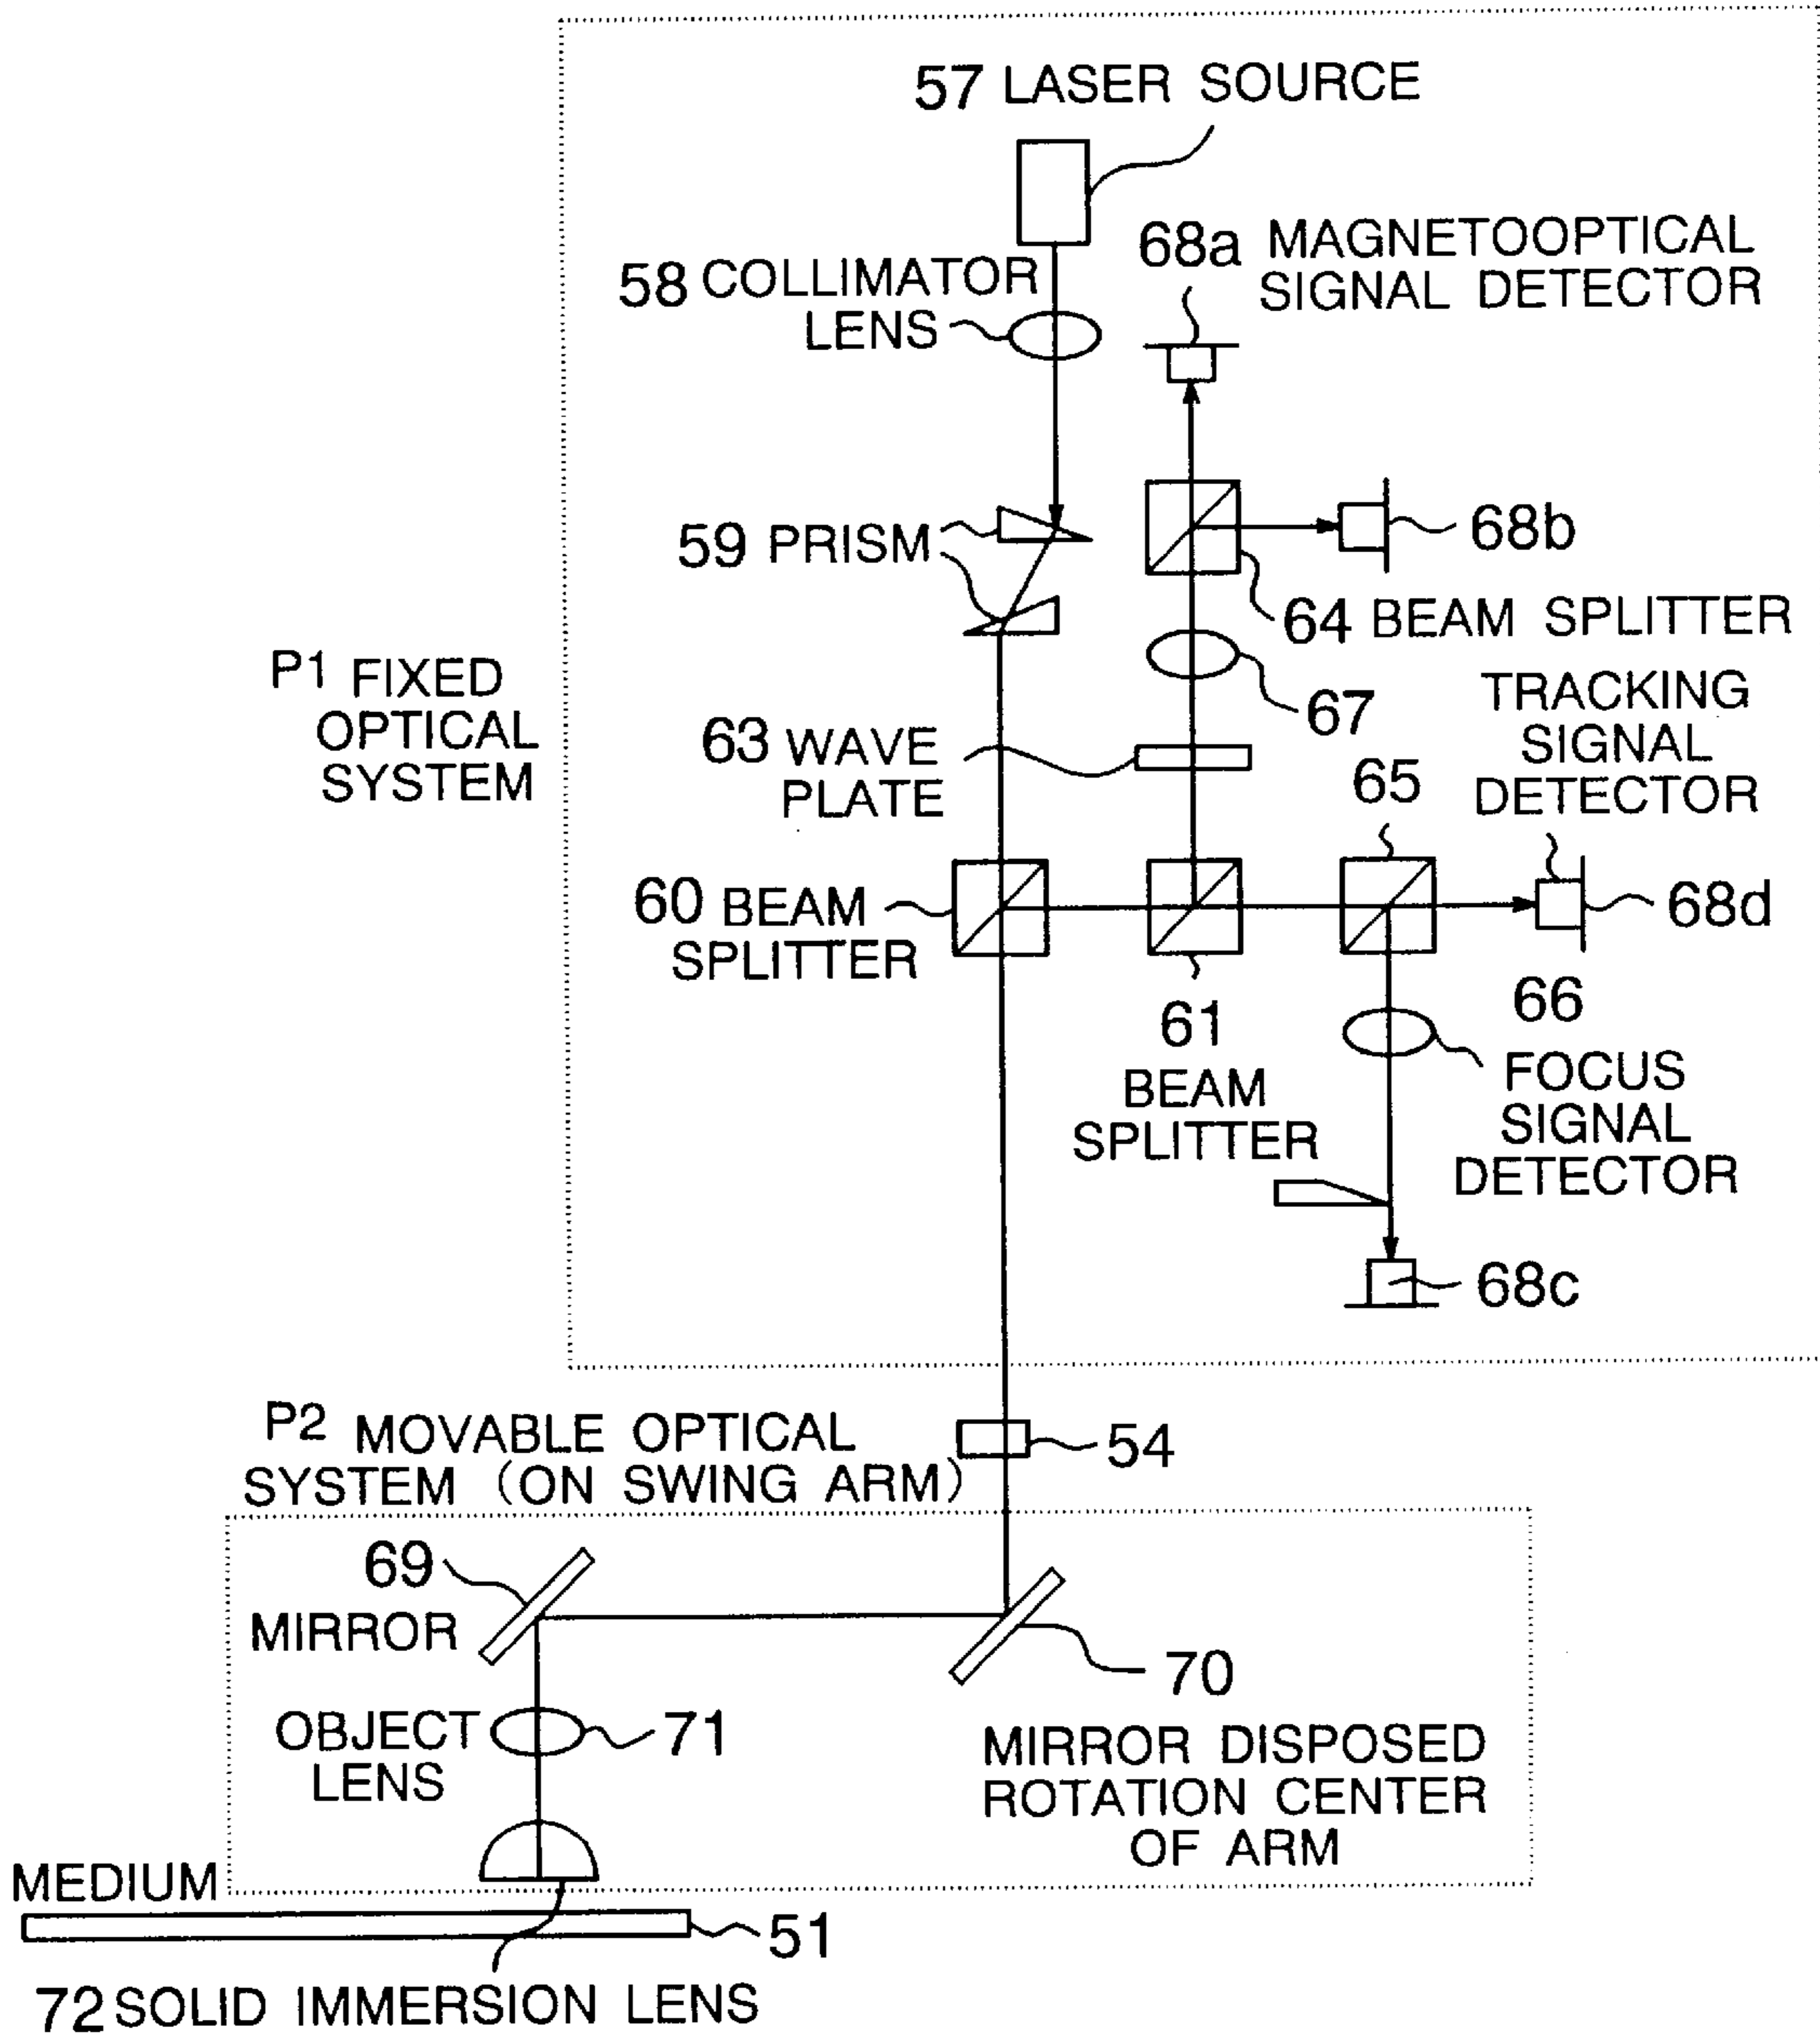 57 LASER SOURCE
68a MAGNETOOPTICAL
SIGNAL DETECTOR
58 COLLIMATOR
LENS
59 PRISM
68b
64 BEAM SPLITTER
P1 FIXED
OPTICAL
SYSTEM
67
TRACKING
SIGNAL
DETECTOR
63 WAVE
PLATE
65
60 BEAM
SPLITTER
68d
61
BEAM
SPLITTER
66
FOCUS
SIGNAL
DETECTOR
68c
P2 MOVABLE OPTICAL
SYSTEM (ON SWING ARM)
54
69
MIRROR
70
MIRROR DISPOSED
ROTATION CENTER
OF ARM
OBJECT
LENS
71
MEDIUM
51
72 SOLID IMMERSION LENS